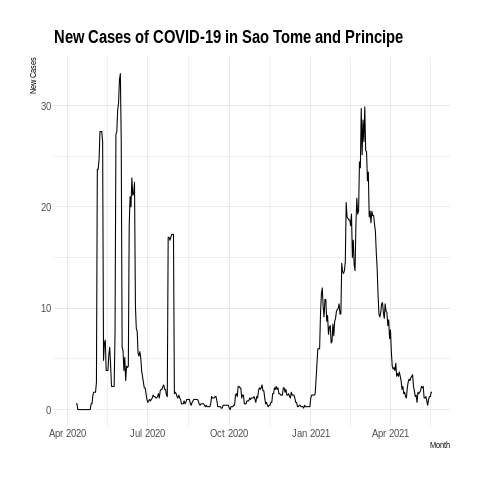 New Cases of COVID-19 in Sao Tome and Principe
New Cases
30
20
10
0
Apr 2020 Jul 2020 Oct 2020 Jan 2021 Apr 2021
Month